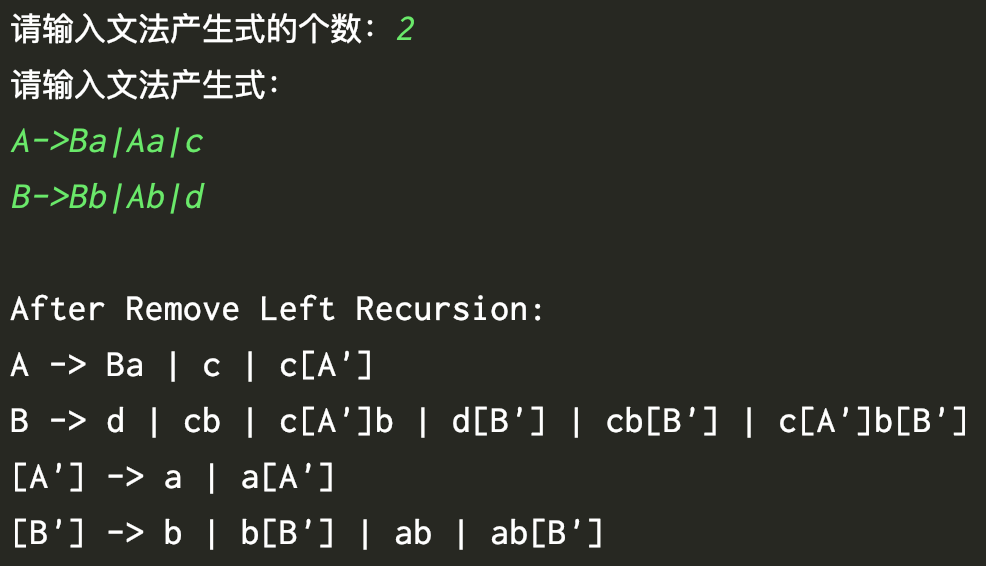 请输入文法产生式的个数：2
请输入文法产生式：
A->Ba|Aa|c
B->Bb|Ab|d
After Remove Left Recursion:
A -> Ba | c | c[A']
B -> d | cb | c[A']b | d[B'] | cb[B'] | c[A']b[B']
[A'] -> a | a[A']
[B'] -> b | b[B'] | ab | ab[B']